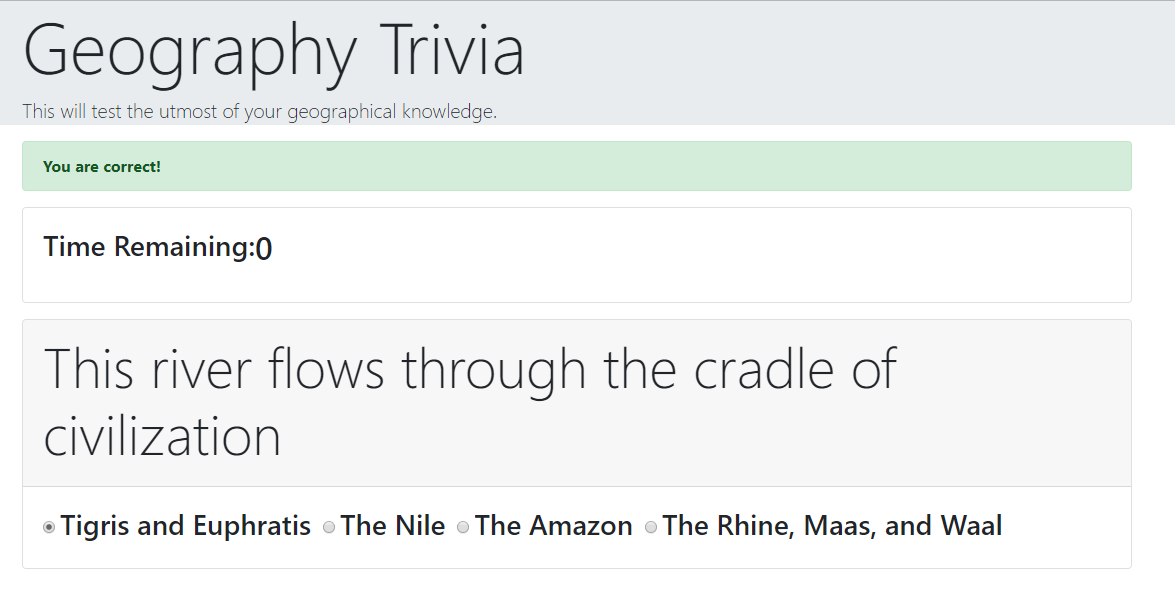 Geography Trivia
This will test the utmost of your geographical knowledge.
You are correct!
Time Remaining:0
This river flows through the cradle of
civilization
Tigris and Euphratis The Nile The Amazon The Rhine, Maas, and Waal